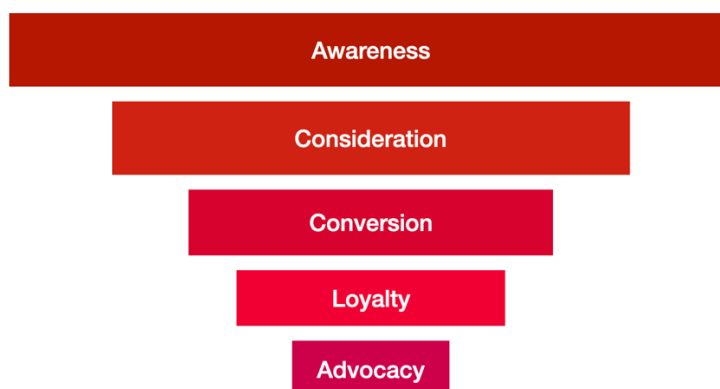 Awareness
Consideration
Conversion
Loyalty
Advocacy